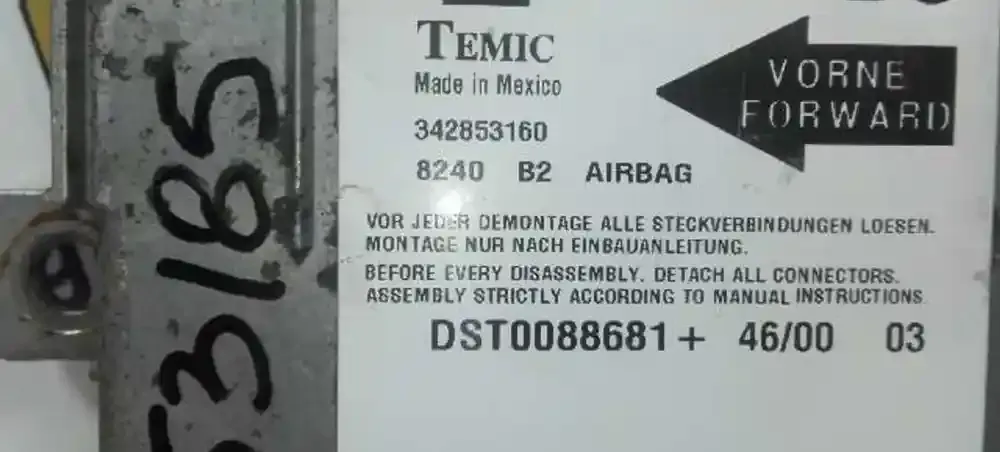 TEMIC
Made in Mexico
342853160
8240 B2 AIRBAG
VORNE
FORWARD
VOR JEDER DEMONTAGE ALLE STECKVERBINDUNGEN LOESEN.
MONTAGE NUR NACH EINBAUANLEITUNG.
BEFORE EVERY DISASSEMBLY. DETACH ALL CONNECTORS.
ASSEMBLY STRICTLY ACCORDING TO MANUAL INSTRUCTIONS
DST0088681+ 46/00 03
53185